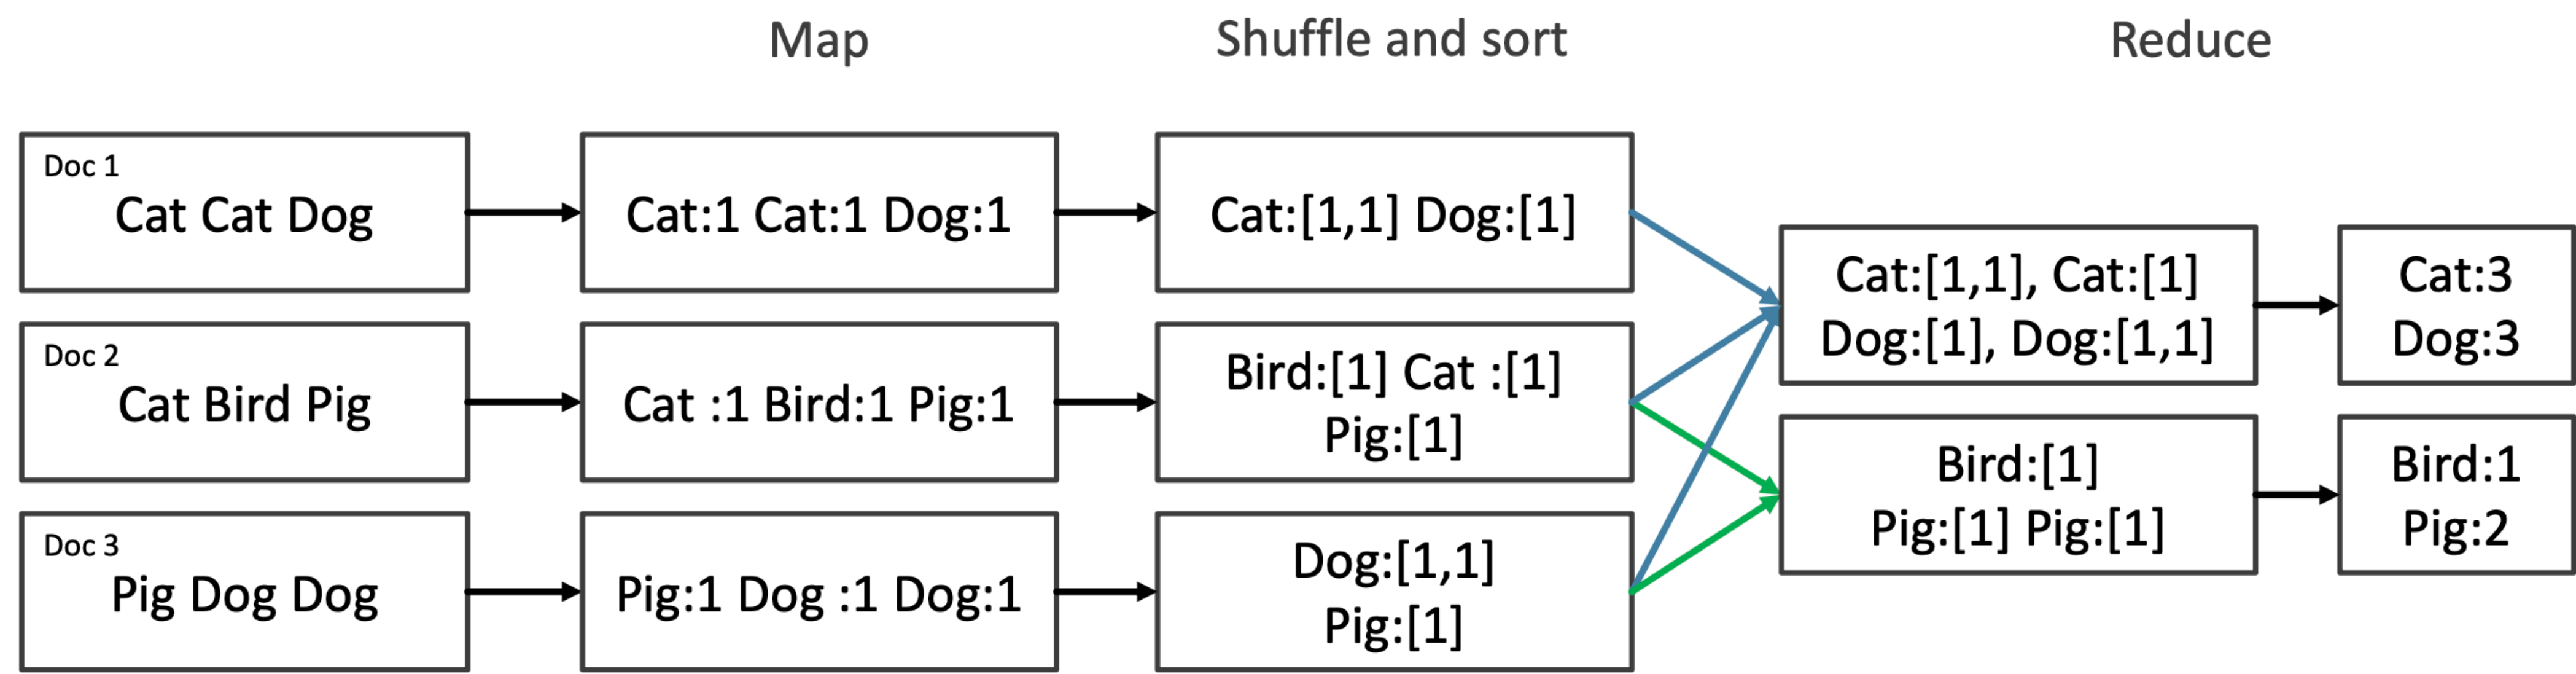 Map
Shuffle and sort
Reduce
Doc 1
Cat Cat Dog
Cat:1 Cat:1 Dog:1
Cat:[1,1] Dog:[1]
Doc 2
Cat Bird Pig
Cat :1 Bird:1 Pig:1
Bird:[1] Cat :[1]
Pig:[1]
Doc 3
Pig Dog Dog
Pig:1 Dog :1 Dog:1
Dog:[1,1]
Pig:[1]
Cat:[1,1], Cat:[1]
Dog:[1], Dog:[1,1]
Cat:3
Dog:3
Bird:[1]
Pig:[1] Pig:[1]
Bird:1
Pig:2